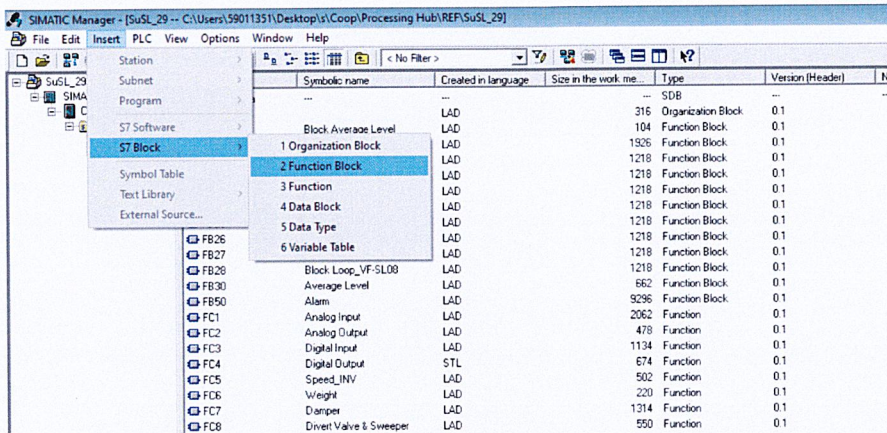 SIMATIC Manager - [SuSL_29 -- C:\Users\59011351\Desktop\s\Coop\Processing Hub\REF\SuSL_29]
File Edit Insert PLC View Options Window Help
< No Filter >
Station
Subnet
Program
S7 Software
S7 Block
Symbol Table
Text Library
External Source...
1 Organization Block
2 Function Block
3 Function
4 Data Block
5 Data Type
6 Variable Table
SuSL_29
SIMA
C
Symbolic name Created in language Size in the work me... Type Version (Header) N
--- --- --- SDB --- ---
LAD 316 Organization Block 0.1
Block Average Level LAD 104 Function Block 0.1
LAD 1926 Function Block 0.1
LAD 1218 Function Block 0.1
LAD 1218 Function Block 0.1
LAD 1218 Function Block 0.1
LAD 1218 Function Block 0.1
LAD 1218 Function Block 0.1
FB26 LAD 1218 Function Block 0.1
FB27 LAD 1218 Function Block 0.1
FB28 Block Loop_VF-SL08 LAD 1218 Function Block 0.1
FB30 Average Level LAD 662 Function Block 0.1
FB50 Alarm LAD 9296 Function Block 0.1
FC1 Analog Input LAD 2062 Function 0.1
FC2 Analog Output LAD 478 Function 0.1
FC3 Digital Input LAD 1134 Function 0.1
FC4 Digital Output STL 674 Function 0.1
FC5 Speed_INV LAD 502 Function 0.1
FC6 Weight LAD 220 Function 0.1
FC7 Damper LAD 1314 Function 0.1
FC8 Divert Valve & Sweeper LAD 550 Function 0.1